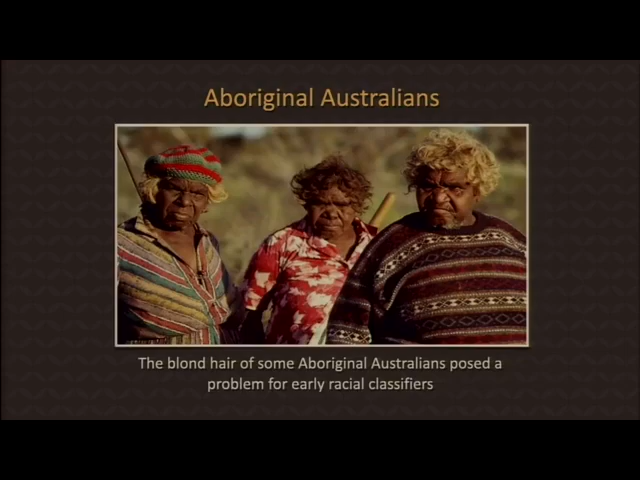 Aboriginal Australians
The blond hair of some Aboriginal Australians posed a
problem for early racial classifiers